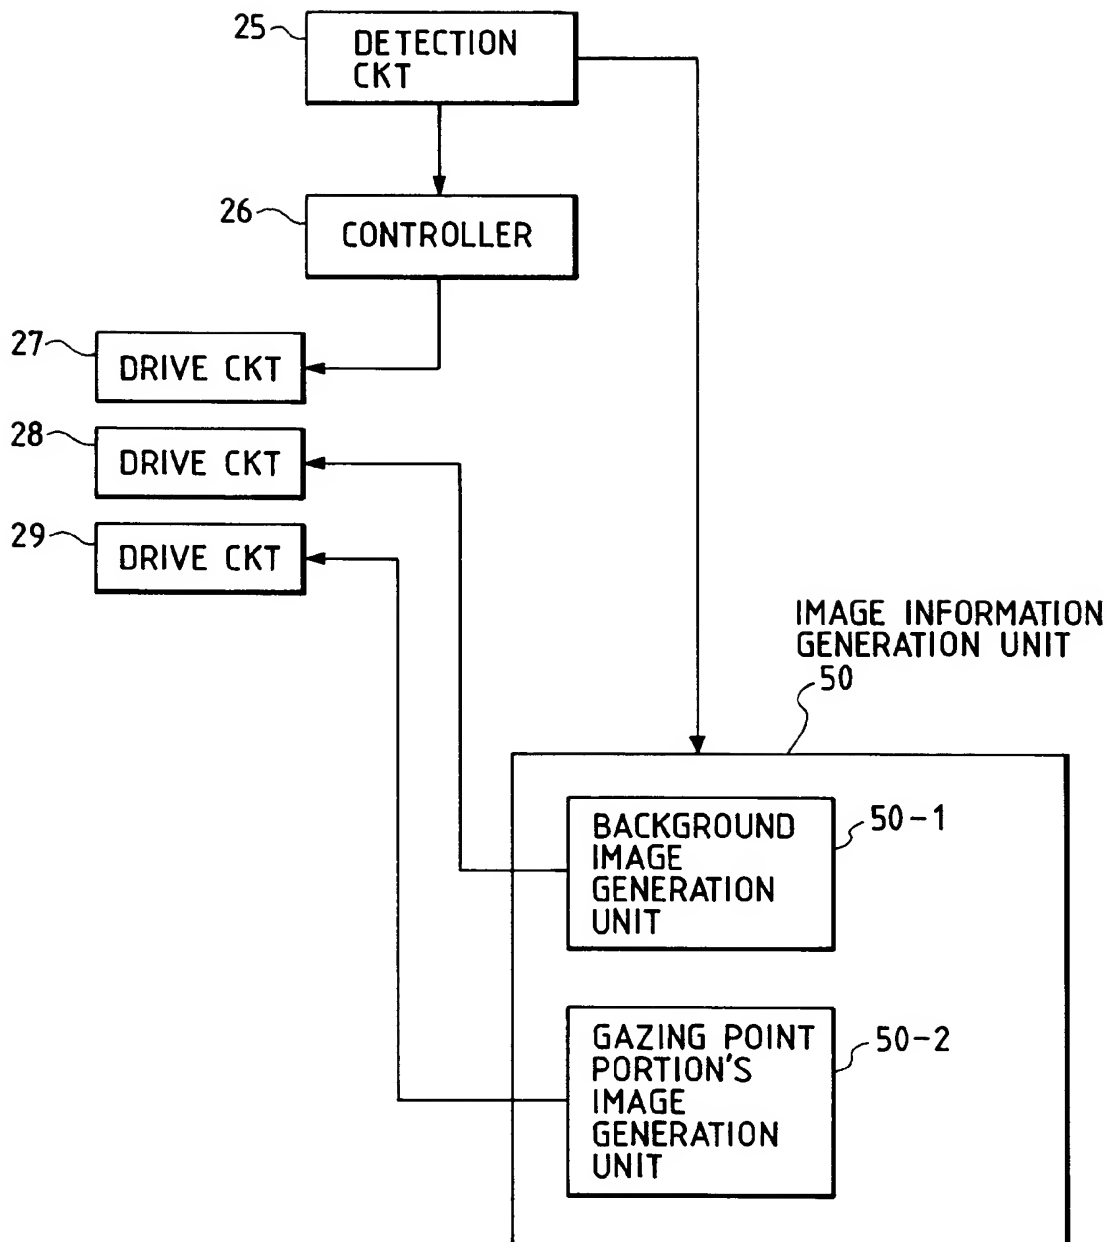 25
DETECTION
CKT
26
CONTROLLER
27
DRIVE CKT
28
DRIVE CKT
29
DRIVE CKT
IMAGE INFORMATION
GENERATION UNIT
50
BACKGROUND
IMAGE
GENERATION
UNIT
50-1
GAZING POINT
PORTION'S
IMAGE
GENERATION
UNIT
50-2